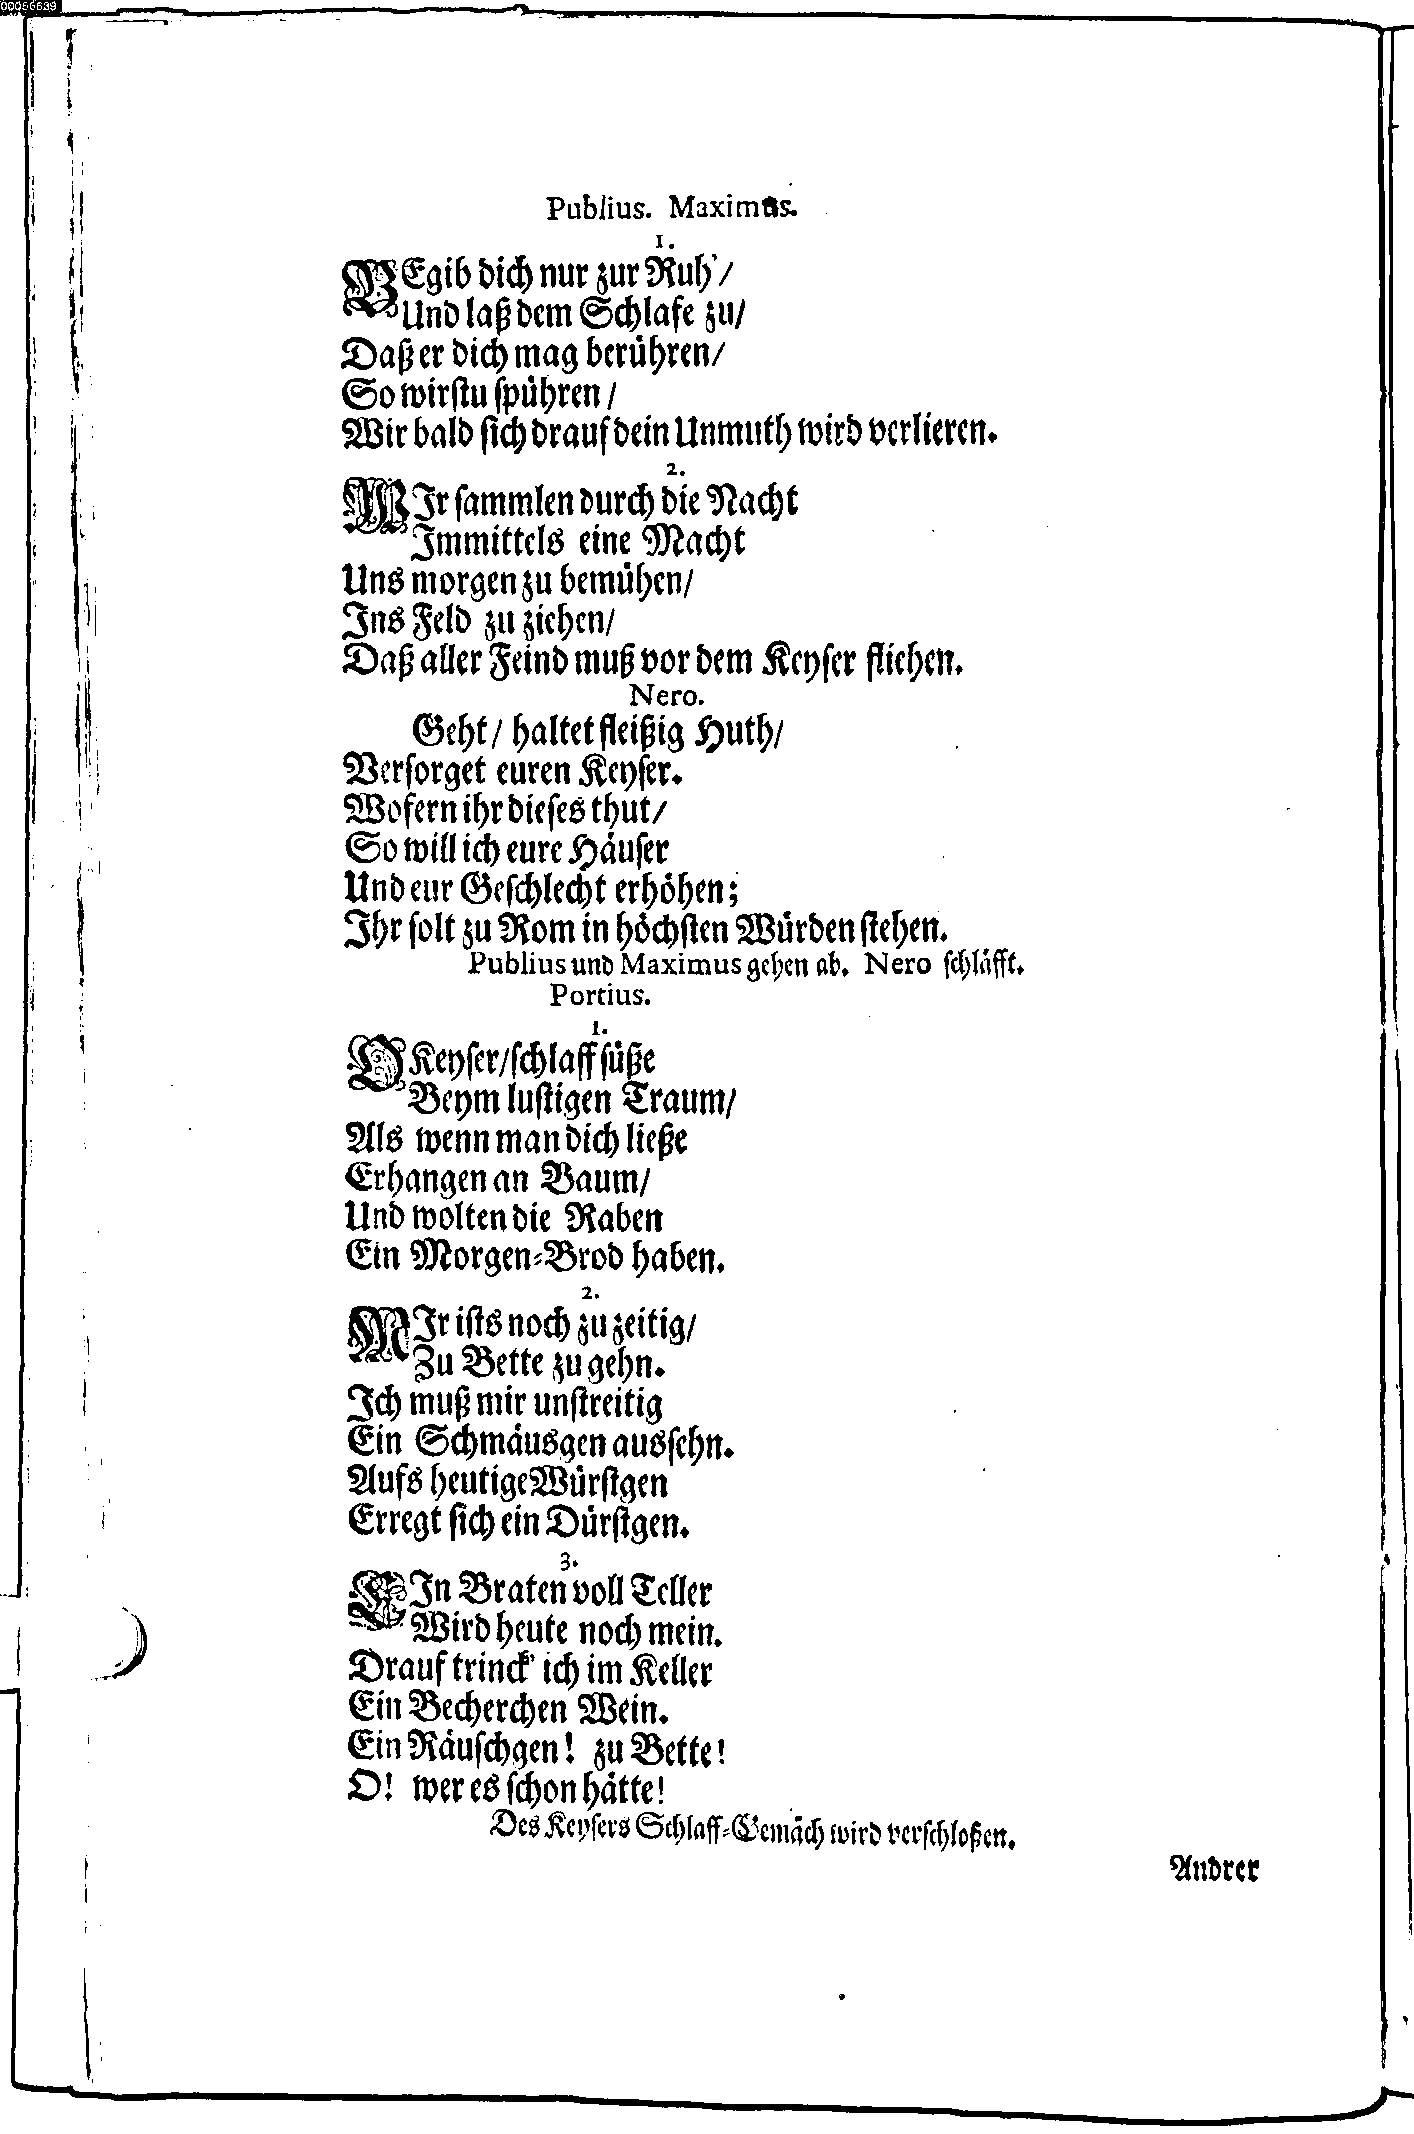 00056639
Publius. Maximus.
1.
BEgib dich nur zur Ruh'/
Und laß dem Schlafe zu/
Daß er dich mag berühren/
So wirstu spühren/
Wir bald sich drauf dein Unmuth wird verlieren.
2.
WIr sammlen durch die Nacht
Immittels eine Macht
Uns morgen zu bemühen/
Ins Feld zu ziehen/
Daß aller Feind muß vor dem Keyser fliehen.
Nero.
Geht/ haltet fleißig Huth/
Versorget euren Keyser.
Wofern ihr dieses thut/
So will ich eure Häuser
Und eur Geschlecht erhöhen;
Ihr solt zu Rom in höchsten Würden stehen.
Publius und Maximus gehen ab. Nero schläfft.
Portius.
1.
O Keyser/ schlaff süße
Beym lustigen Traum/
Als wenn man dich ließe
Erhangen an Baum/
Und wolten die Raben
Ein Morgen-Brod haben.
2.
MIr ists noch zu zeitig/
Zu Bette zu gehn.
Ich muß mir unstreitig
Ein Schmäusgen aussehn.
Aufs heutige Würstgen
Erregt sich ein Dürstgen.
3.
EIn Braten voll Teller
Wird heute noch mein.
Drauf trinck' ich im Keller
Ein Becherchen Wein.
Ein Räuschgen! zu Bette!
O! wer es schon hätte!
Des Keysers Schlaff-Gemäch wird verschloßen.
Andrer